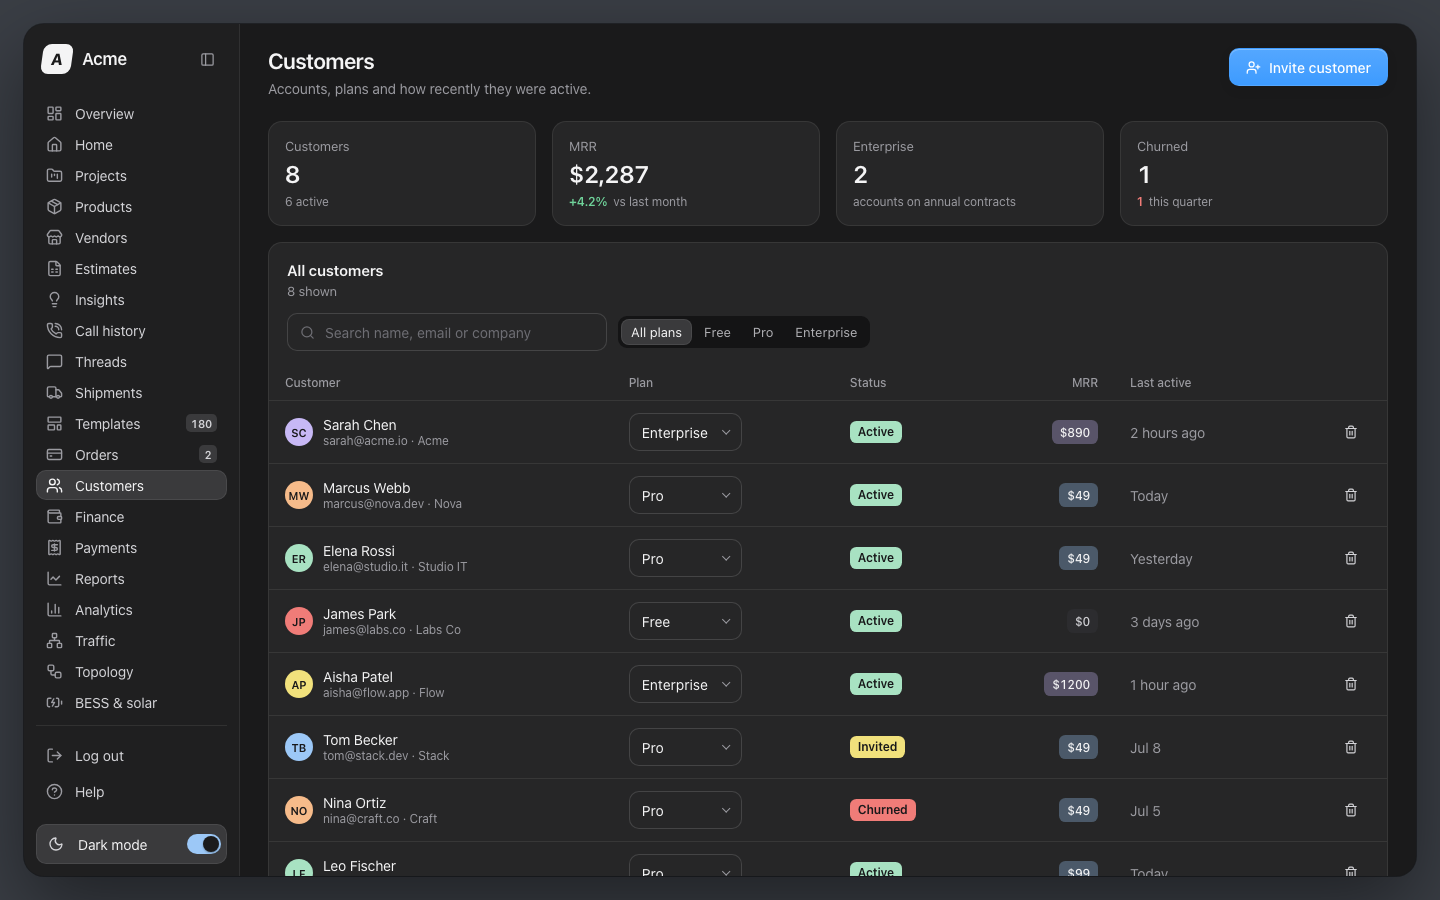 A Acme
Overview
Home
Projects
Products
Vendors
Estimates
Insights
Call history
Threads
Shipments
Templates 180
Orders 2
Customers
Finance
Payments
Reports
Analytics
Traffic
Topology
BESS & solar
Log out
Help
Dark mode
Customers
Accounts, plans and how recently they were active.
Invite customer
Customers
8
6 active
MRR
$2,287
+4.2% vs last month
Enterprise
2
accounts on annual contracts
Churned
1
1 this quarter
All customers
8 shown
Search name, email or company
All plans Free Pro Enterprise
Customer Plan Status MRR Last active
SC Sarah Chen Enterprise Active $890 2 hours ago
sarah@acme.io · Acme
MW Marcus Webb Pro Active $49 Today
marcus@nova.dev · Nova
ER Elena Rossi Pro Active $49 Yesterday
elena@studio.it · Studio IT
JP James Park Free Active $0 3 days ago
james@labs.co · Labs Co
AP Aisha Patel Enterprise Active $1200 1 hour ago
aisha@flow.app · Flow
TB Tom Becker Pro Invited $49 Jul 8
tom@stack.dev · Stack
NO Nina Ortiz Pro Churned $49 Jul 5
nina@craft.co · Craft
LF Leo Fischer Pro Active $99 Today